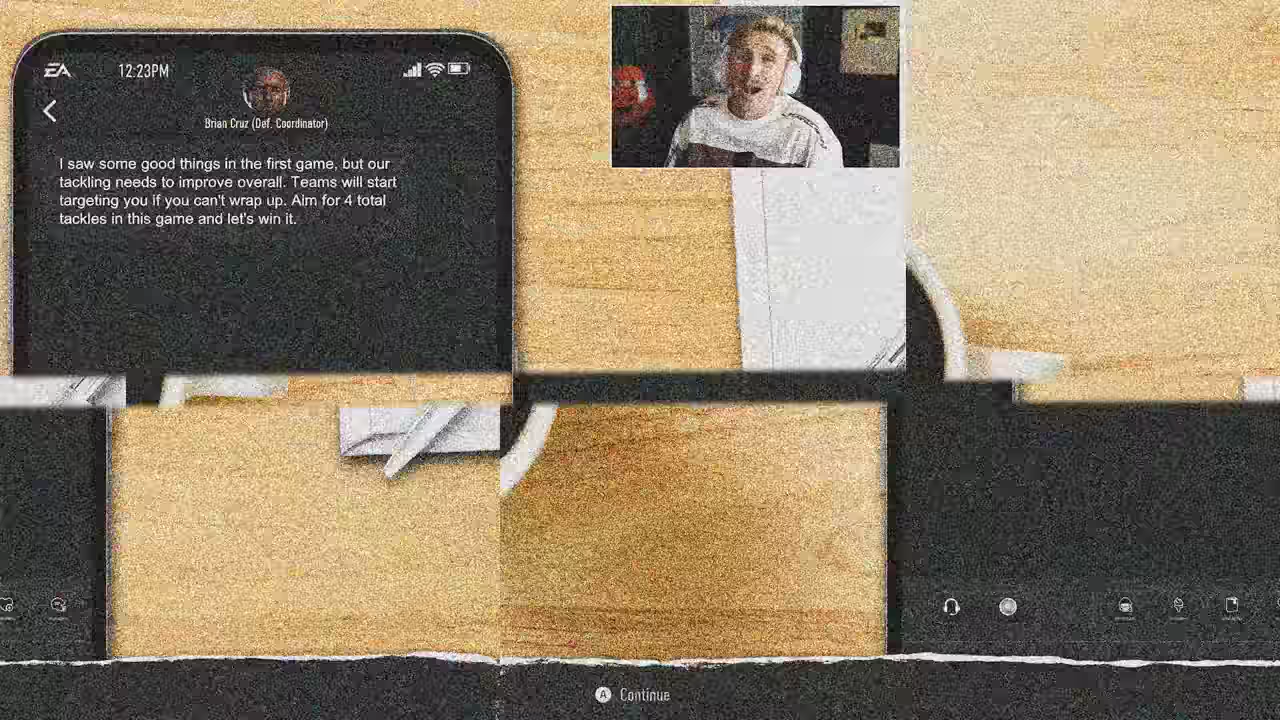 EA 12:23PM
Brian Cruz (Def. Coordinator)
I saw some good things in the first game, but our
tackling needs to improve overall. Teams will start
targeting you if you can't wrap up. Aim for 4 total
tackles in this game and let's win it.
A Continue